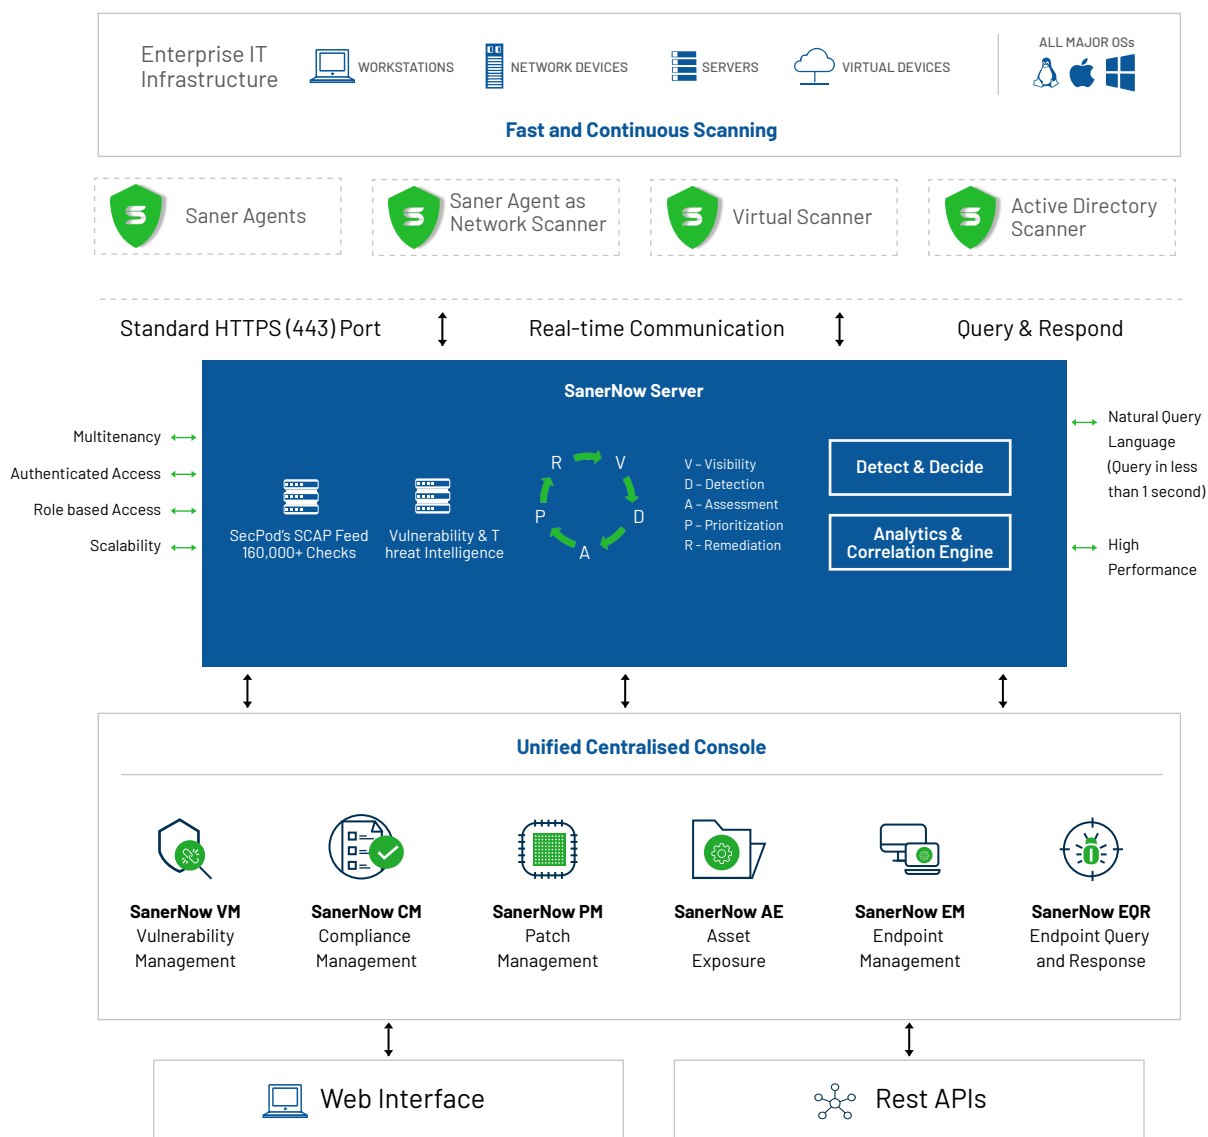 Enterprise IT
Infrastructure
WORKSTATIONS
NETWORK DEVICES
SERVERS
VIRTUAL DEVICES
ALL MAJOR OSs
Fast and Continuous Scanning
S
Saner Agents
S
Saner Agent as
Network Scanner
S
Virtual Scanner
S
Active Directory
Scanner
Standard HTTPS (443) Port
Real-time Communication
Query & Respond
SanerNow Server
Multitenancy
Authenticated Access
Role based Access
Scalability
SecPod's SCAP Feed
160,000+ Checks
Vulnerability & T
hreat Intelligence
R
V
P
D
A
V – Visibility
D – Detection
A – Assessment
P – Prioritization
R - Remediation
Detect & Decide
Analytics &
Correlation Engine
Natural Query
Language
(Query in less
than 1 second)
High
Performance
Unified Centralised Console
SanerNow VM
Vulnerability
Management
SanerNow CM
Compliance
Management
SanerNow PM
Patch
Management
SanerNow AE
Asset
Exposure
SanerNow EM
Endpoint
Management
SanerNow EQR
Endpoint Query
and Response
Web Interface
Rest APIs